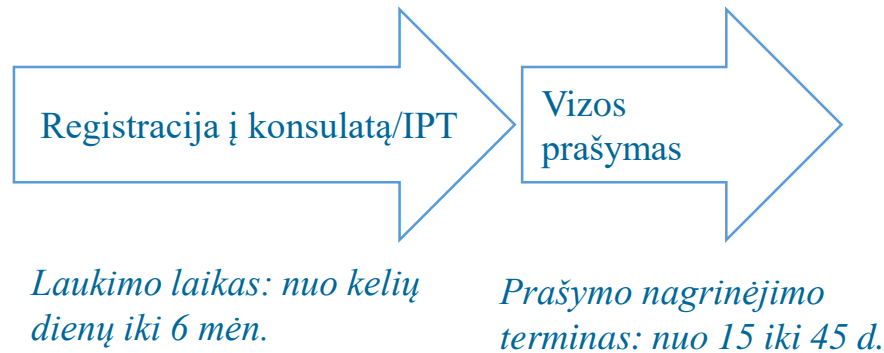 Registracija į konsulatą/IPT
Vizos
prašymas
Laukimo laikas: nuo kelių
dienų iki 6 mėn.
Prašymo nagrinėjimo
terminas: nuo 15 iki 45 d.